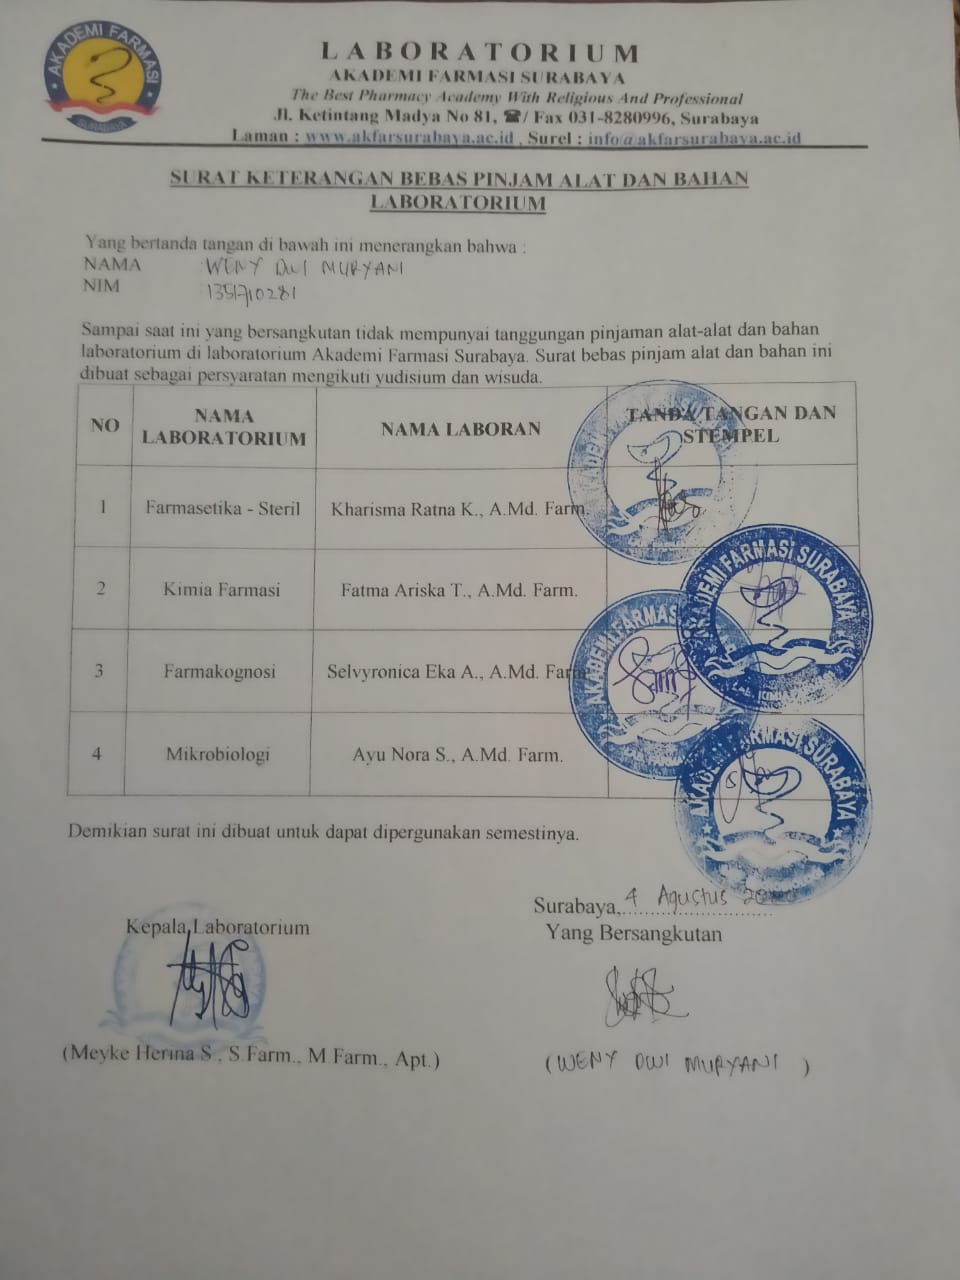 AKADEMI FARMASI
SURABAYA
LABORATORIUM
AKADEMI FARMASI SURABAYA
The Best Pharmacy Academy With Religious And Professional
Jl. Ketintang Madya No 81, ☎/ Fax 031-8280996, Surabaya
Laman : www.akfarsurabaya.ac.id , Surel : info@akfarsurabaya.ac.id
SURAT KETERANGAN BEBAS PINJAM ALAT DAN BAHAN
LABORATORIUM
Yang bertanda tangan di bawah ini menerangkan bahwa :
NAMA : WENY DWI MURYANI
NIM : 1351710281
Sampai saat ini yang bersangkutan tidak mempunyai tanggungan pinjaman alat-alat dan bahan
laboratorium di laboratorium Akademi Farmasi Surabaya. Surat bebas pinjam alat dan bahan ini
dibuat sebagai persyaratan mengikuti yudisium dan wisuda.
NO NAMA LABORATORIUM NAMA LABORAN TANDA TANGAN DAN STEMPEL
1 Farmasetika - Steril Kharisma Ratna K., A.Md. Farm.
2 Kimia Farmasi Fatma Ariska T., A.Md. Farm.
AKADEMI FARMASI SURABAYA
3 Farmakognosi Selvyronica Eka A., A.Md. Farm.
AKADEMI FARMASI
4 Mikrobiologi Ayu Nora S., A.Md. Farm.
AKADEMI FARMASI SURABAYA
Demikian surat ini dibuat untuk dapat dipergunakan semestinya.
Surabaya, 4 Agustus 2020
Kepala Laboratorium
Yang Bersangkutan
(Meyke Herina S., S.Farm., M.Farm., Apt.)
(WENY DWI MURYANI)